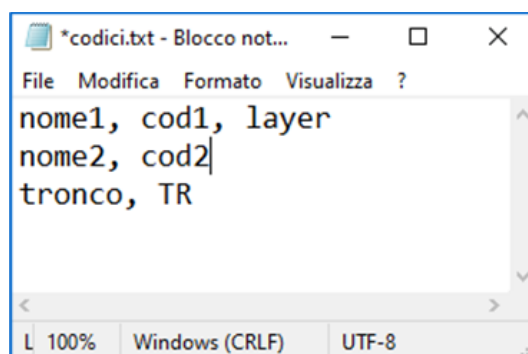 *codici.txt - Blocco not...
File Modifica Formato Visualizza ?
nome1, cod1, layer
nome2, cod2
tronco, TR
L 100% Windows (CRLF) UTF-8